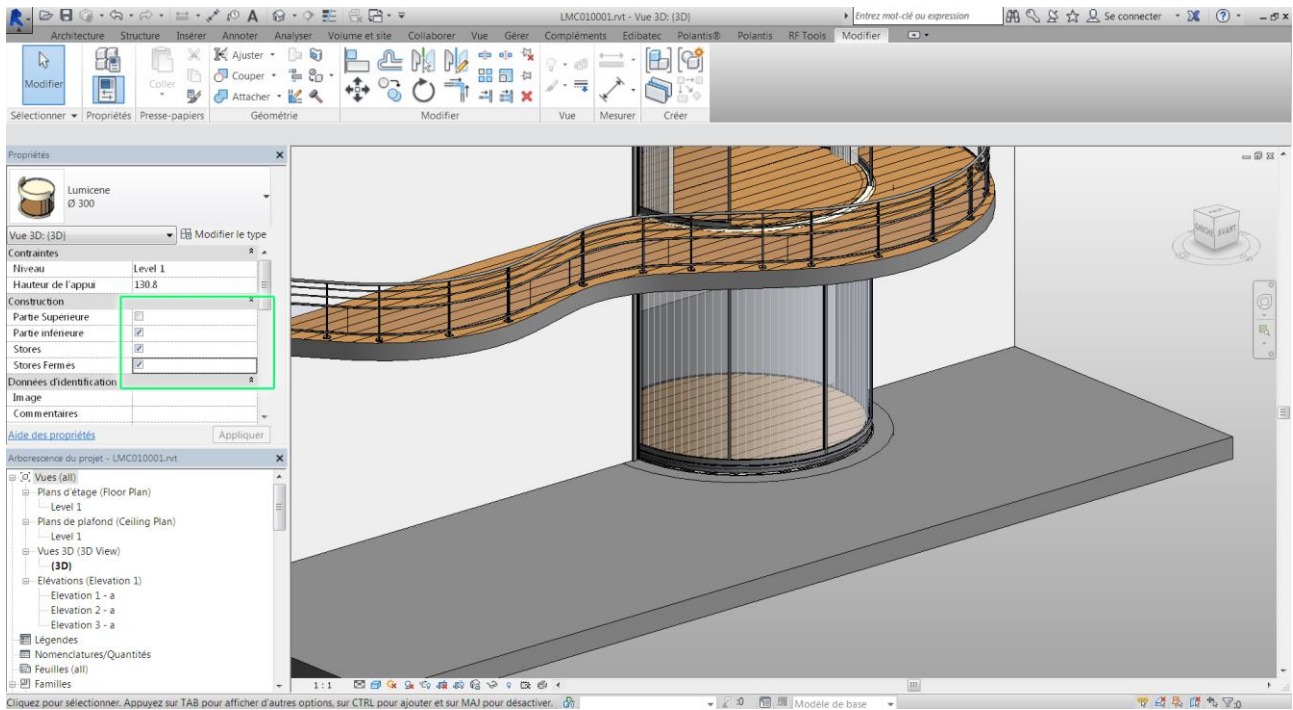 LMC010001.rvt - Vue 3D: {3D}
Entrez mot-clé ou expression
Se connecter
Architecture Structure Insérer Annoter Analyser Volume et site Collaborer Vue Gérer Compléments Edibatec Polantis® Polantis RF Tools Modifier
Modifier
Coller
Ajuster
Couper
Attacher
Sélectionner Propriétés Presse-papiers Géométrie Modifier Vue Mesurer Créer
Propriétés
Lumicene
Ø 300
Vue 3D: {3D} Modifier le type
Contraintes
Niveau Level 1
Hauteur de l'appui 130.8
Construction
Partie Supérieure
Partie inférieure
Stores
Stores Fermés
Données d'identification
Image
Commentaires
Aide des propriétés Appliquer
Arborescence du projet - LMC010001.rvt
Vues (all)
Plans d'étage (Floor Plan)
Level 1
Plans de plafond (Ceiling Plan)
Level 1
Vues 3D (3D View)
{3D}
Elévations (Elevation 1)
Elevation 1 - a
Elevation 2 - a
Elevation 3 - a
Légendes
Nomenclatures/Quantités
Feuilles (all)
Familles
GAUCHE AVANT
1:1
Cliquez pour sélectionner. Appuyez sur TAB pour afficher d'autres options, sur CTRL pour ajouter et sur MAJ pour désactiver. :0 Modèle de base :0